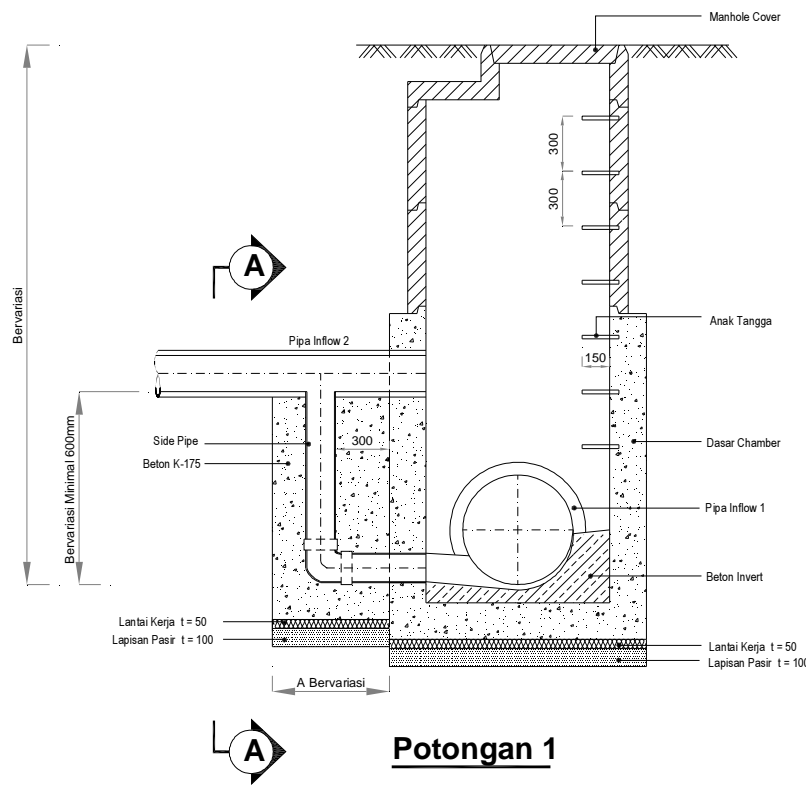 Manhole Cover
300
300
Bervariasi
A
Anak Tangga
Pipa Inflow 2
150
Side Pipe
300
Dasar Chamber
Beton K-175
Bervariasi Minimal 600mm
Pipa Inflow 1
Beton Invert
Lantai Kerja t = 50
Lapisan Pasir t = 100
Lantai Kerja t = 50
Lapisan Pasir t = 100
A Bervariasi
A
Potongan 1